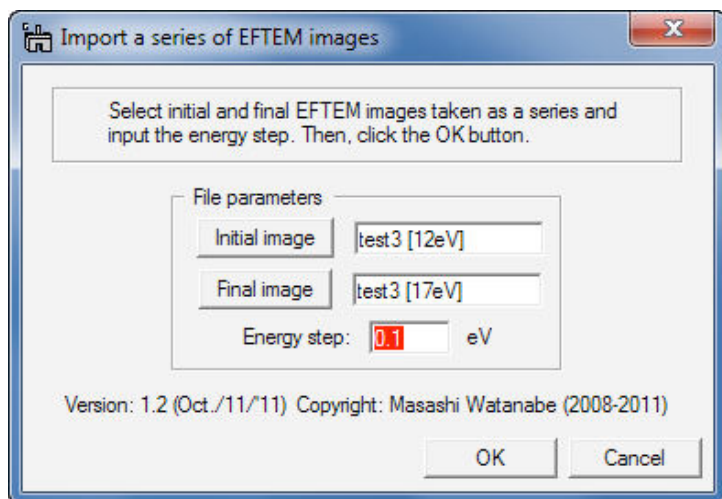 Import a series of EFTEM images
Select initial and final EFTEM images taken as a series and
input the energy step. Then, click the OK button.
File parameters
Initial image test3 [12eV]
Final image test3 [17eV]
Energy step: 0.1 eV
Version: 1.2 (Oct./11/'11) Copyright: Masashi Watanabe (2008-2011)
OK Cancel